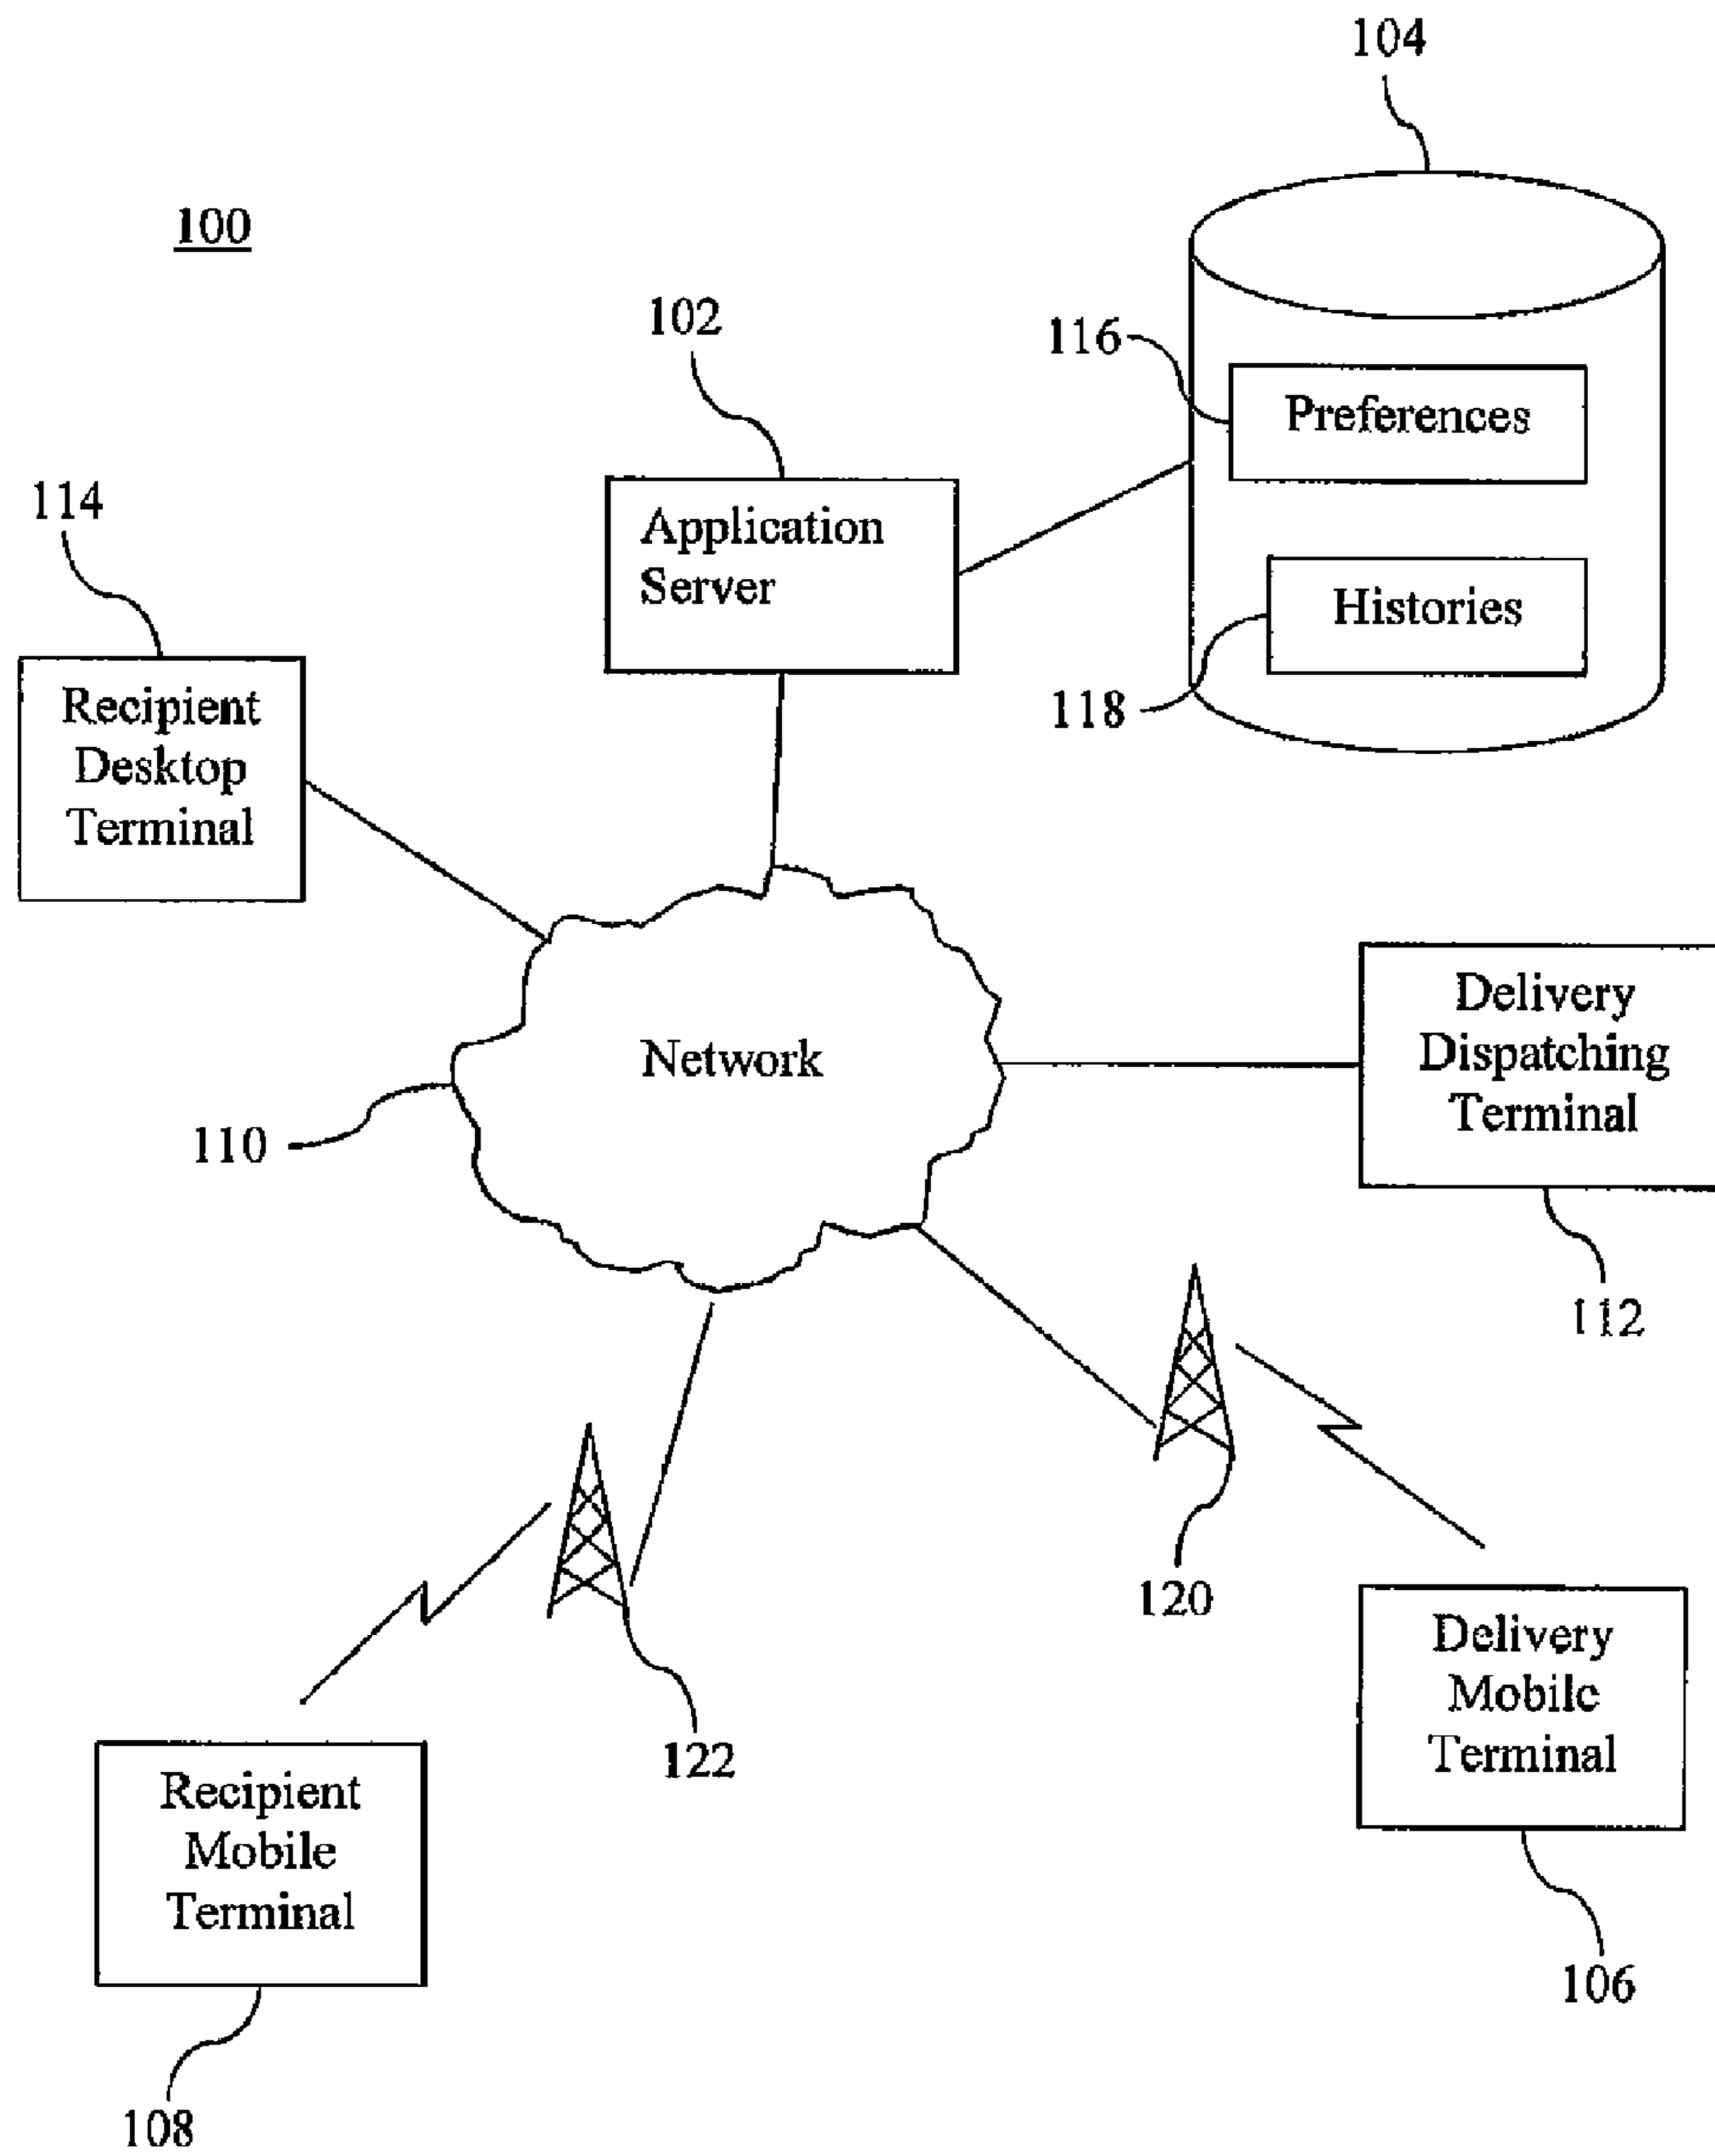 104
100
102
116
Preferences
114
Application
Server
Histories
Recipient
Desktop
Terminal
118
Delivery
Dispatching
Terminal
Network
110
112
120
Delivery
Mobile
Terminal
122
Recipient
Mobile
Terminal
106
108